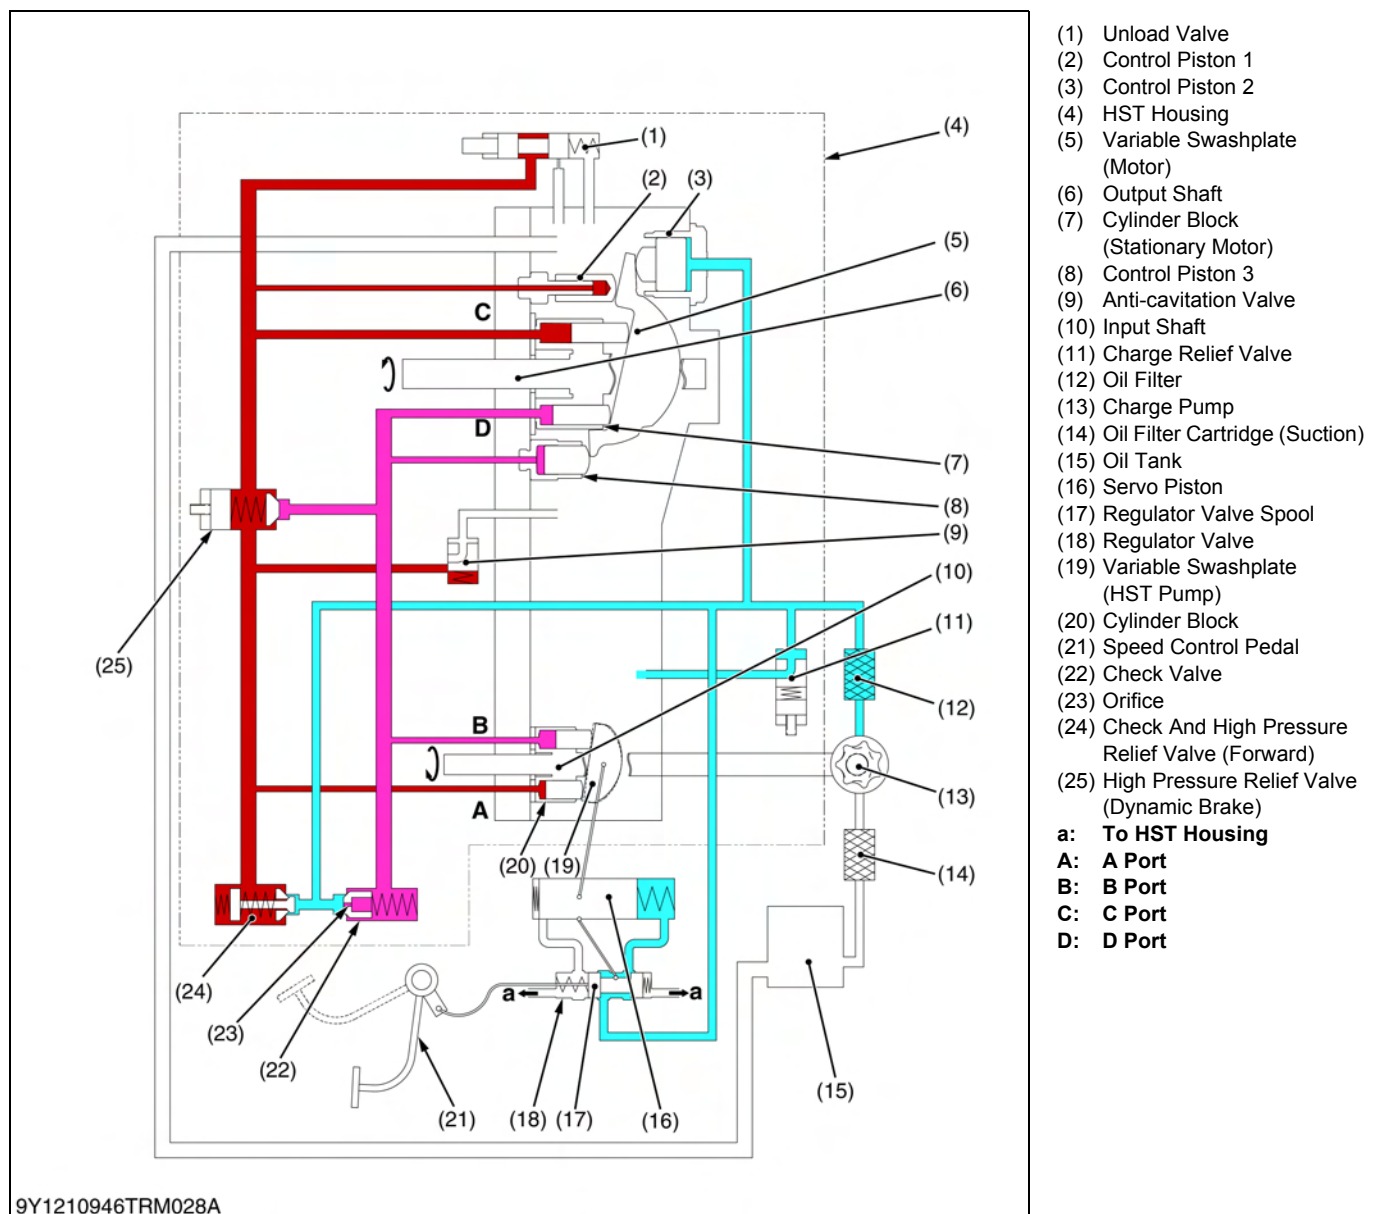 (1)
(2)
(3)
(4)
(5)
(6)
C
D
(7)
(8)
(9)
(10)
(11)
(25)
B
(12)
A
(13)
(20)
(19)
(14)
a
a
(24)
(23)
(22)
(21)
(18)
(17)
(16)
(15)
9Y1210946TRM028A
(1) Unload Valve
(2) Control Piston 1
(3) Control Piston 2
(4) HST Housing
(5) Variable Swashplate
(Motor)
(6) Output Shaft
(7) Cylinder Block
(Stationary Motor)
(8) Control Piston 3
(9) Anti-cavitation Valve
(10) Input Shaft
(11) Charge Relief Valve
(12) Oil Filter
(13) Charge Pump
(14) Oil Filter Cartridge (Suction)
(15) Oil Tank
(16) Servo Piston
(17) Regulator Valve Spool
(18) Regulator Valve
(19) Variable Swashplate
(HST Pump)
(20) Cylinder Block
(21) Speed Control Pedal
(22) Check Valve
(23) Orifice
(24) Check And High Pressure
Relief Valve (Forward)
(25) High Pressure Relief Valve
(Dynamic Brake)
a: To HST Housing
A: A Port
B: B Port
C: C Port
D: D Port